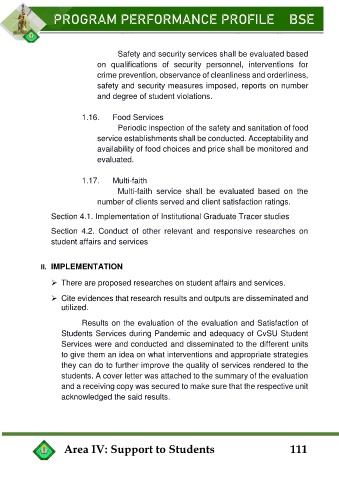 PROGRAM PERFORMANCE PROFILE BSE
Safety and security services shall be evaluated based
on qualifications of security personnel, interventions for
crime prevention, observance of cleanliness and orderliness,
safety and security measures imposed, reports on number
and degree of student violations.
1.16. Food Services
Periodic inspection of the safety and sanitation of food
service establishments shall be conducted. Acceptability and
availability of food choices and price shall be monitored and
evaluated.
1.17. Multi-faith
Multi-faith service shall be evaluated based on the
number of clients served and client satisfaction ratings.
Section 4.1. Implementation of Institutional Graduate Tracer studies
Section 4.2. Conduct of other relevant and responsive researches on
student affairs and services
II. IMPLEMENTATION
➢ There are proposed researches on student affairs and services.
➢ Cite evidences that research results and outputs are disseminated and
utilized.
Results on the evaluation of the evaluation and Satisfaction of
Students Services during Pandemic and adequacy of CvSU Student
Services were and conducted and disseminated to the different units
to give them an idea on what interventions and appropriate strategies
they can do to further improve the quality of services rendered to the
students. A cover letter was attached to the summary of the evaluation
and a receiving copy was secured to make sure that the respective unit
acknowledged the said results.
Area IV: Support to Students 111